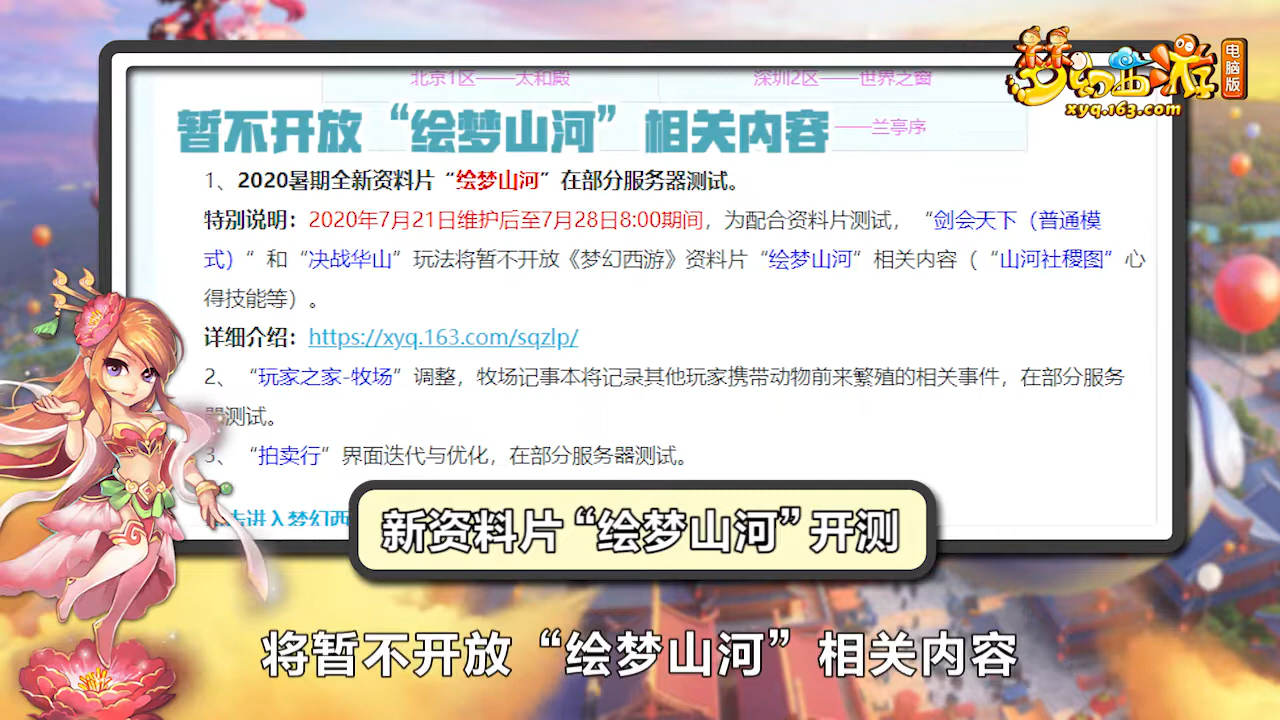 梦幻西游
电脑版
xyq.163.com
北京1区——太和殿
深圳2区——世界之窗
暂不开放“绘梦山河”相关内容
——兰亭序
1、2020暑期全新资料片“绘梦山河”在部分服务器测试。
特别说明：2020年7月21日维护后至7月28日8:00期间，为配合资料片测试，“剑会天下（普通模
式）”和“决战华山”玩法将暂不开放《梦幻西游》资料片“绘梦山河”相关内容（“山河社稷图”心
得技能等）。
详细介绍：https://xyq.163.com/sqzlp/
2、“玩家之家-牧场”调整，牧场记事本将记录其他玩家携带动物前来繁殖的相关事件，在部分服务
器测试。
3、“拍卖行”界面迭代与优化，在部分服务器测试。
击进入梦幻西
新资料片“绘梦山河”开测
将暂不开放“绘梦山河”相关内容